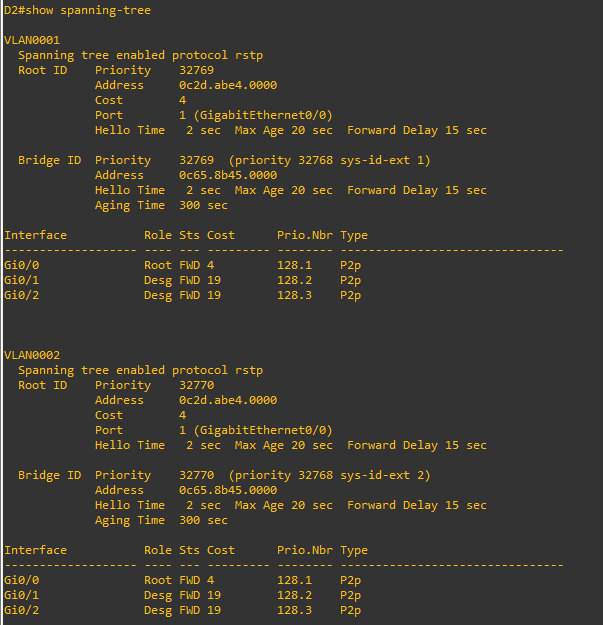 D2#show spanning-tree

VLAN0001
  Spanning tree enabled protocol rstp
  Root ID    Priority    32769
             Address     0c2d.abe4.0000
             Cost        4
             Port        1 (GigabitEthernet0/0)
             Hello Time   2 sec  Max Age 20 sec  Forward Delay 15 sec

  Bridge ID  Priority    32769  (priority 32768 sys-id-ext 1)
             Address     0c65.8b45.0000
             Hello Time   2 sec  Max Age 20 sec  Forward Delay 15 sec
             Aging Time  300 sec

Interface           Role Sts Cost      Prio.Nbr Type
------------------- ---- --- --------- -------- --------------------------------
Gi0/0               Root FWD 4         128.1    P2p
Gi0/1               Desg FWD 19        128.2    P2p
Gi0/2               Desg FWD 19        128.3    P2p

VLAN0002
  Spanning tree enabled protocol rstp
  Root ID    Priority    32770
             Address     0c2d.abe4.0000
             Cost        4
             Port        1 (GigabitEthernet0/0)
             Hello Time   2 sec  Max Age 20 sec  Forward Delay 15 sec

  Bridge ID  Priority    32770  (priority 32768 sys-id-ext 2)
             Address     0c65.8b45.0000
             Hello Time   2 sec  Max Age 20 sec  Forward Delay 15 sec
             Aging Time  300 sec

Interface           Role Sts Cost      Prio.Nbr Type
------------------- ---- --- --------- -------- --------------------------------
Gi0/0               Root FWD 4         128.1    P2p
Gi0/1               Desg FWD 19        128.2    P2p
Gi0/2               Desg FWD 19        128.3    P2p